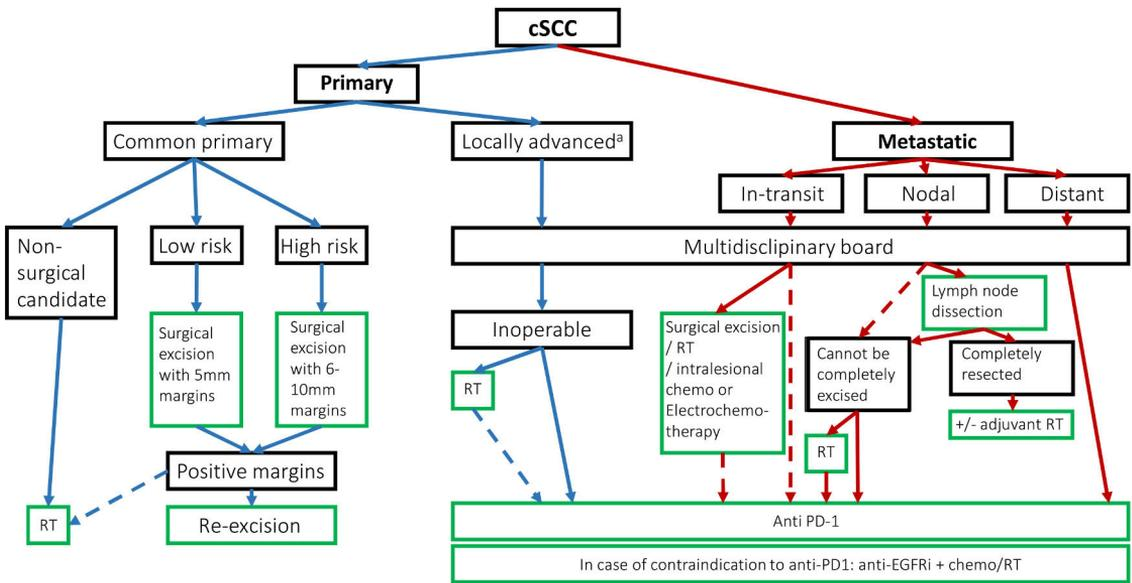 cSCC
Primary
Common primary
Locally advancedᵃ
Metastatic
In-transit
Nodal
Distant
Non-
surgical
candidate
Low risk
High risk
Multidisclipinary board
Surgical
excision
with 5mm
margins
Surgical
excision
with 6-
10mm
margins
Inoperable
RT
Surgical excision
/ RT
/ intralesional
chemo or
Electrochemo-
therapy
Lymph node
dissection
Cannot be
completely
excised
Completely
resected
+/- adjuvant RT
RT
Positive margins
RT
Re-excision
Anti PD-1
In case of contraindication to anti-PD1: anti-EGFRi + chemo/RT